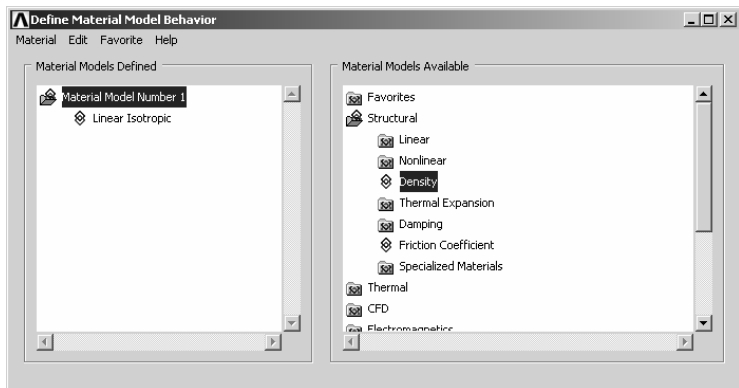 Define Material Model Behavior
Material Edit Favorite Help
Material Models Defined
Material Model Number 1
Linear Isotropic
Material Models Available
Favorites
Structural
Linear
Nonlinear
Density
Thermal Expansion
Damping
Friction Coefficient
Specialized Materials
Thermal
CFD
Electromagnetics